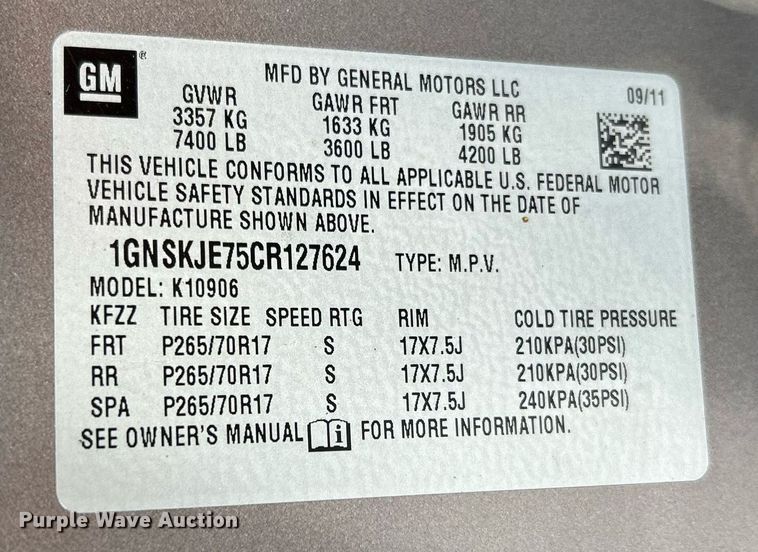 GM®
MFD BY GENERAL MOTORS LLC
09/11
GVWR GAWR FRT GAWR RR
3357 KG 1633 KG 1905 KG
7400 LB 3600 LB 4200 LB
THIS VEHICLE CONFORMS TO ALL APPLICABLE U.S. FEDERAL MOTOR
VEHICLE SAFETY STANDARDS IN EFFECT ON THE DATE OF
MANUFACTURE SHOWN ABOVE.
1GNSKJE75CR127624 TYPE: M.P.V.
MODEL: K10906
KFZZ TIRE SIZE SPEED RTG RIM COLD TIRE PRESSURE
FRT P265/70R17 S 17X7.5J 210KPA(30PSI)
RR P265/70R17 S 17X7.5J 210KPA(30PSI)
SPA P265/70R17 S 17X7.5J 240KPA(35PSI)
SEE OWNER'S MANUAL i FOR MORE INFORMATION.
Purple Wave Auction